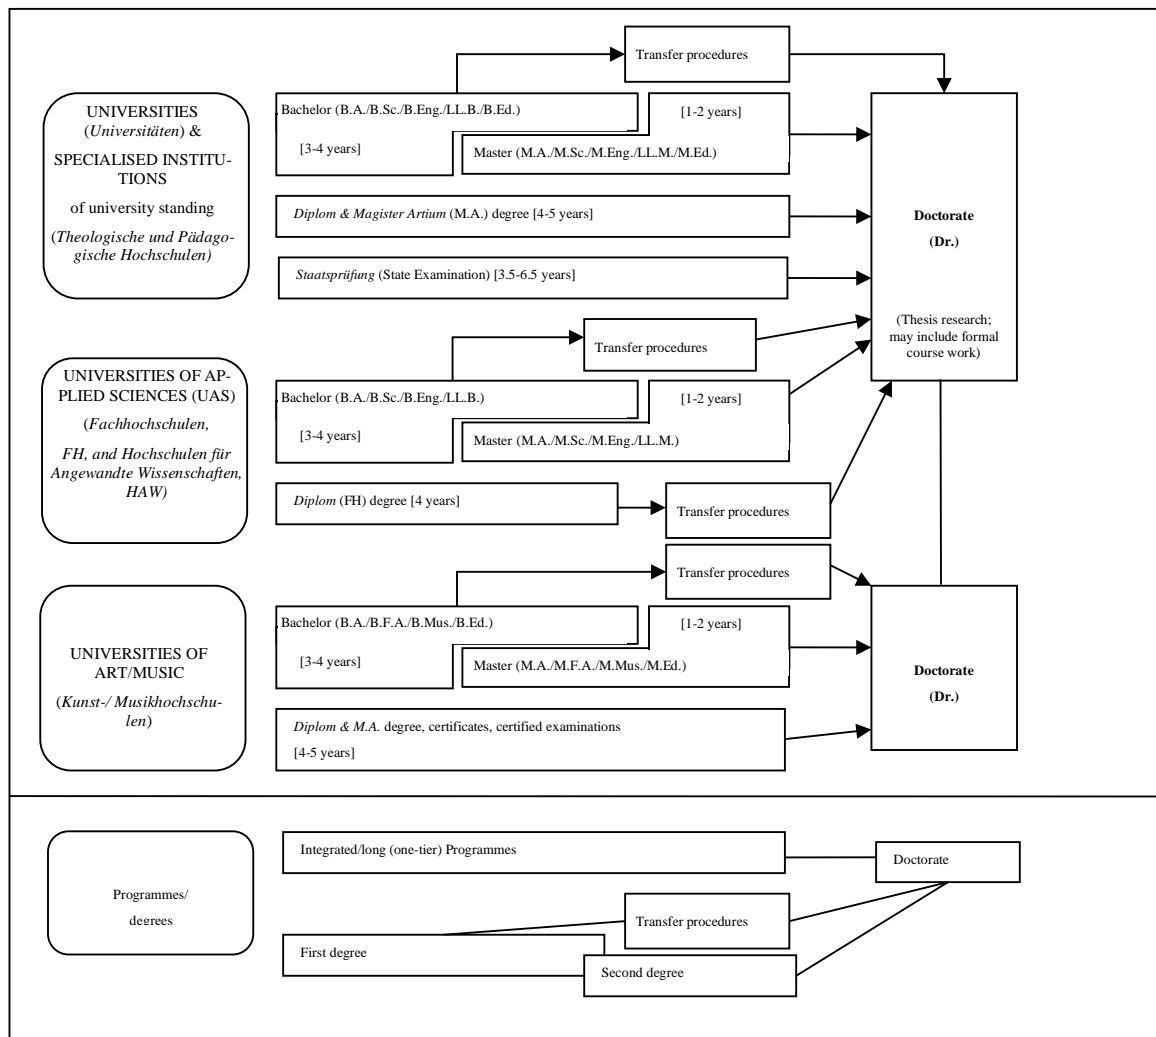 Transfer procedures
UNIVERSITIES
(Universitäten) &
SPECIALISED INSTITU-
TIONS
of university standing
(Theologische und Pädago-
gische Hochschulen)
Bachelor (B.A./B.Sc./B.Eng./LL.B./B.Ed.)
[3-4 years]
[1-2 years]
Master (M.A./M.Sc./M.Eng./LL.M./M.Ed.)
Diplom & Magister Artium (M.A.) degree [4-5 years]
Staatsprüfung (State Examination) [3.5-6.5 years]
Doctorate
(Dr.)
(Thesis research;
may include formal
course work)
Transfer procedures
UNIVERSITIES OF AP-
PLIED SCIENCES (UAS)
(Fachhochschulen,
FH, and Hochschulen für
Angewandte Wissenschaften,
HAW)
Bachelor (B.A./B.Sc./B.Eng./LL.B.)
[3-4 years]
[1-2 years]
Master (M.A./M.Sc./M.Eng./LL.M.)
Diplom (FH) degree [4 years]
Transfer procedures
Transfer procedures
UNIVERSITIES OF
ART/MUSIC
(Kunst-/ Musikhochschu-
len)
Bachelor (B.A./B.F.A./B.Mus./B.Ed.)
[3-4 years]
[1-2 years]
Master (M.A./M.F.A./M.Mus./M.Ed.)
Diplom & M.A. degree, certificates, certified examinations
[4-5 years]
Doctorate
(Dr.)
Programmes/
degrees
Integrated/long (one-tier) Programmes
Doctorate
Transfer procedures
First degree
Second degree